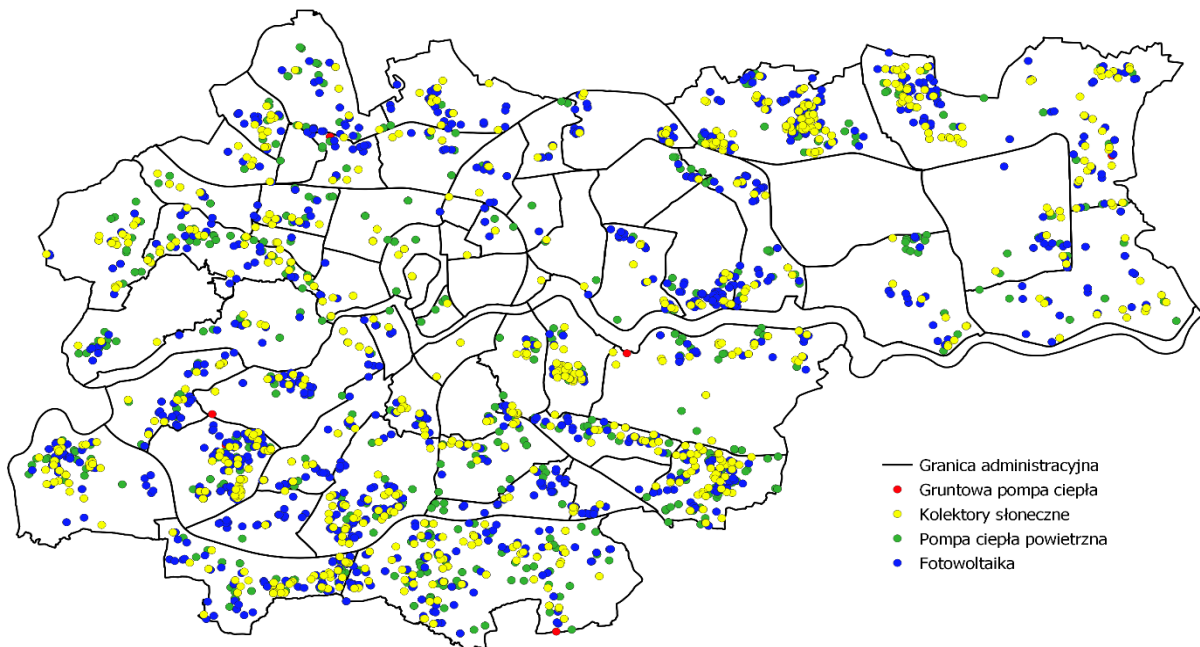 Granica administracyjna
Gruntowa pompa ciepła
Kolektory słoneczne
Pompa ciepła powietrzna
Fotowoltaika